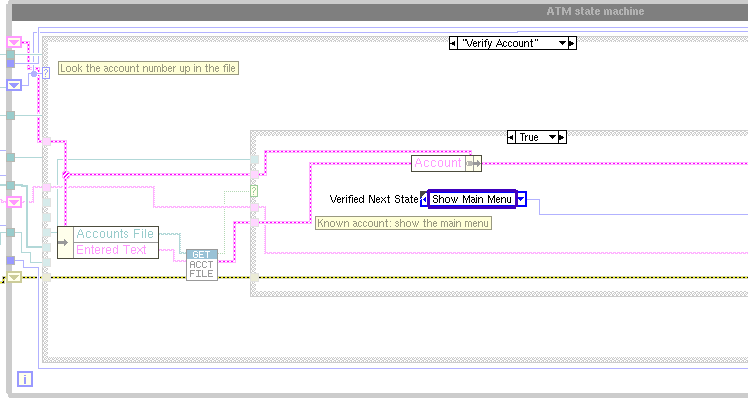 ATM state machine
"Verify Account"
?
Look the account number up in the file
True
Account
?
Verified Next State
Show Main Menu
Known account: show the main menu
Accounts File
Entered Text
GET
ACCT
FILE
i